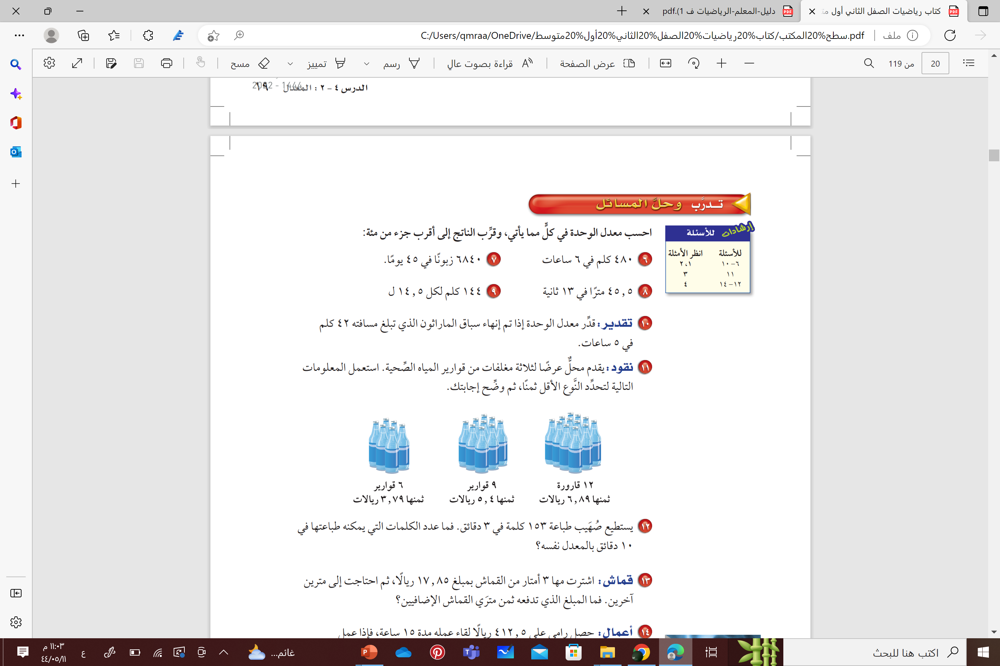 كتاب رياضيات الصفل الثاني أول
دليل-المعلم-الرياضيات ف 1).pdf
ملف
C:/Users/qmraa/OneDrive/سطح%20المكتب/كتاب%20رياضيات%20الصفل%20الثاني%20أول%20متوسط.pdf
20
من 119
عرض الصفحة
قراءة بصوت عالٍ
رسم
تمييز
مسح
الدرس ٤ – ٢ : المعدل ١٩
2022 - 1444
تـدرَّب وحلَّ المسائل
إرشادات للأسئلة
للأسئلة انظر الأمثلة
٦–١٠ ١، ٢
١١ ٣
١٢–١٤ ٤
احسب معدل الوحدة في كلٍّ مما يأتي، وقرِّب الناتج إلى أقرب جزء من مئة:
٦ ٤٨٠ كلم في ٦ ساعات
٧ ٦٨٤٠ زبونًا في ٤٥ يومًا.
٨ ٤٥,٥ مترًا في ١٣ ثانية
٩ ١٤٤ كلم لكل ١٤,٥ ل
١٠ تقدير: قدِّر معدل الوحدة إذا تم إنهاء سباق الماراثون الذي تبلغ مسافته ٤٢ كلم
في ٥ ساعات.
١١ نقود: يقدم محلٌّ عرضًا لثلاثة مغلفات من قوارير المياه الصِّحية. استعمل المعلومات
التالية لتحدِّد النَّوع الأقل ثمنًا، ثم وضِّح إجابتك.
١٢ قارورة
ثمنها ٦,٨٩ ريالات
٩ قوارير
ثمنها ٥,٤ ريالات
٦ قوارير
ثمنها ٣,٧٩ ريالات
١٢ يستطيع صُهَيب طباعة ١٥٣ كلمة في ٣ دقائق. فما عدد الكلمات التي يمكنه طباعتها في
١٠ دقائق بالمعدل نفسه؟
١٣ قماش: اشترت مها ٣ أمتار من القماش بمبلغ ١٧,٨٥ ريالًا، ثم احتاجت إلى مترين
آخرين. فما المبلغ الذي تدفعه ثمن مترَي القماش الإضافيين؟
١٤ أعمال: حصل رامي على ٤١٢,٥ ريالًا لقاء عمله مدة ١٥ ساعة، فإذا عمل
اكتب هنا للبحث
غائم...
ع
١١:٠٣ م
٤٤/٠٥/١١